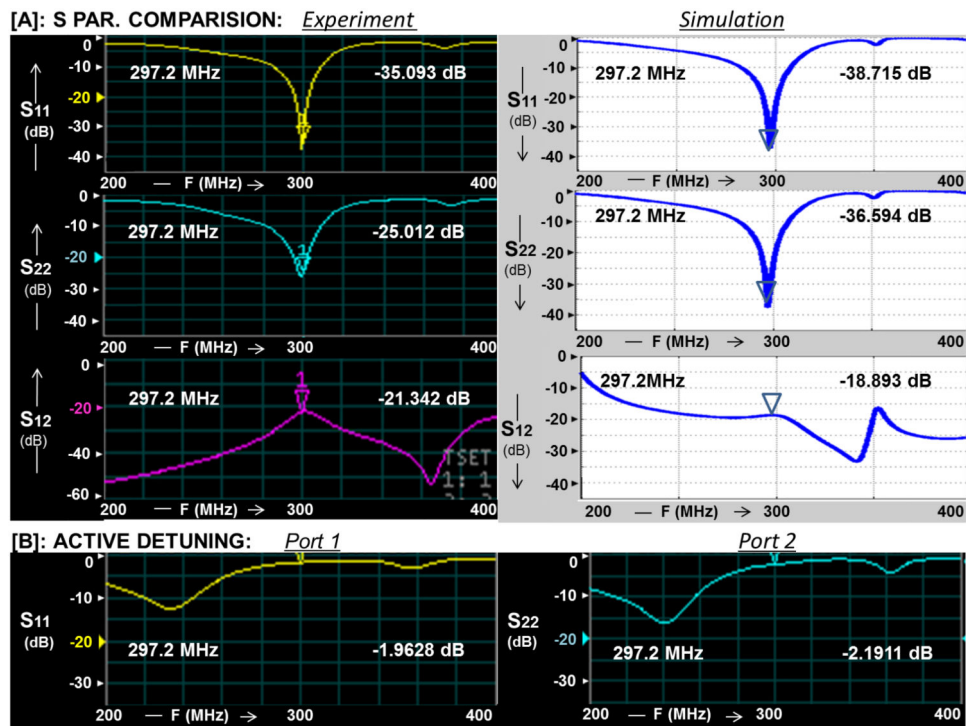 [A]: S PAR. COMPARISION: Experiment Simulation
0
-10
-20
-30
-40
S11
(dB)
297.2 MHz -35.093 dB
200 — F (MHz) → 300 400
0
-10
-20
-30
-40
S11
(dB)
297.2 MHz -38.715 dB
200 — F (MHz) → 300 400
0
-10
-20
-30
-40
S22
(dB)
297.2 MHz -25.012 dB
1
200 — F (MHz) → 300 400
0
-10
-20
-30
-40
S22
(dB)
297.2 MHz -36.594 dB
200 — F (MHz) → 300 400
0
-20
-40
-60
S12
(dB)
297.2 MHz -21.342 dB
1
TSET
1: 1
200 — F (MHz) → 300 400
0
-10
-20
-30
-40
S12
(dB)
297.2MHz -18.893 dB
200 — F (MHz) → 300 400
[B]: ACTIVE DETUNING: Port 1 Port 2
0
-10
-20
-30
S11
(dB)
297.2 MHz -1.9628 dB
200 — F (MHz) → 300 400
0
-10
-20
-30
S22
(dB)
297.2 MHz -2.1911 dB
200 — F (MHz) → 300 400